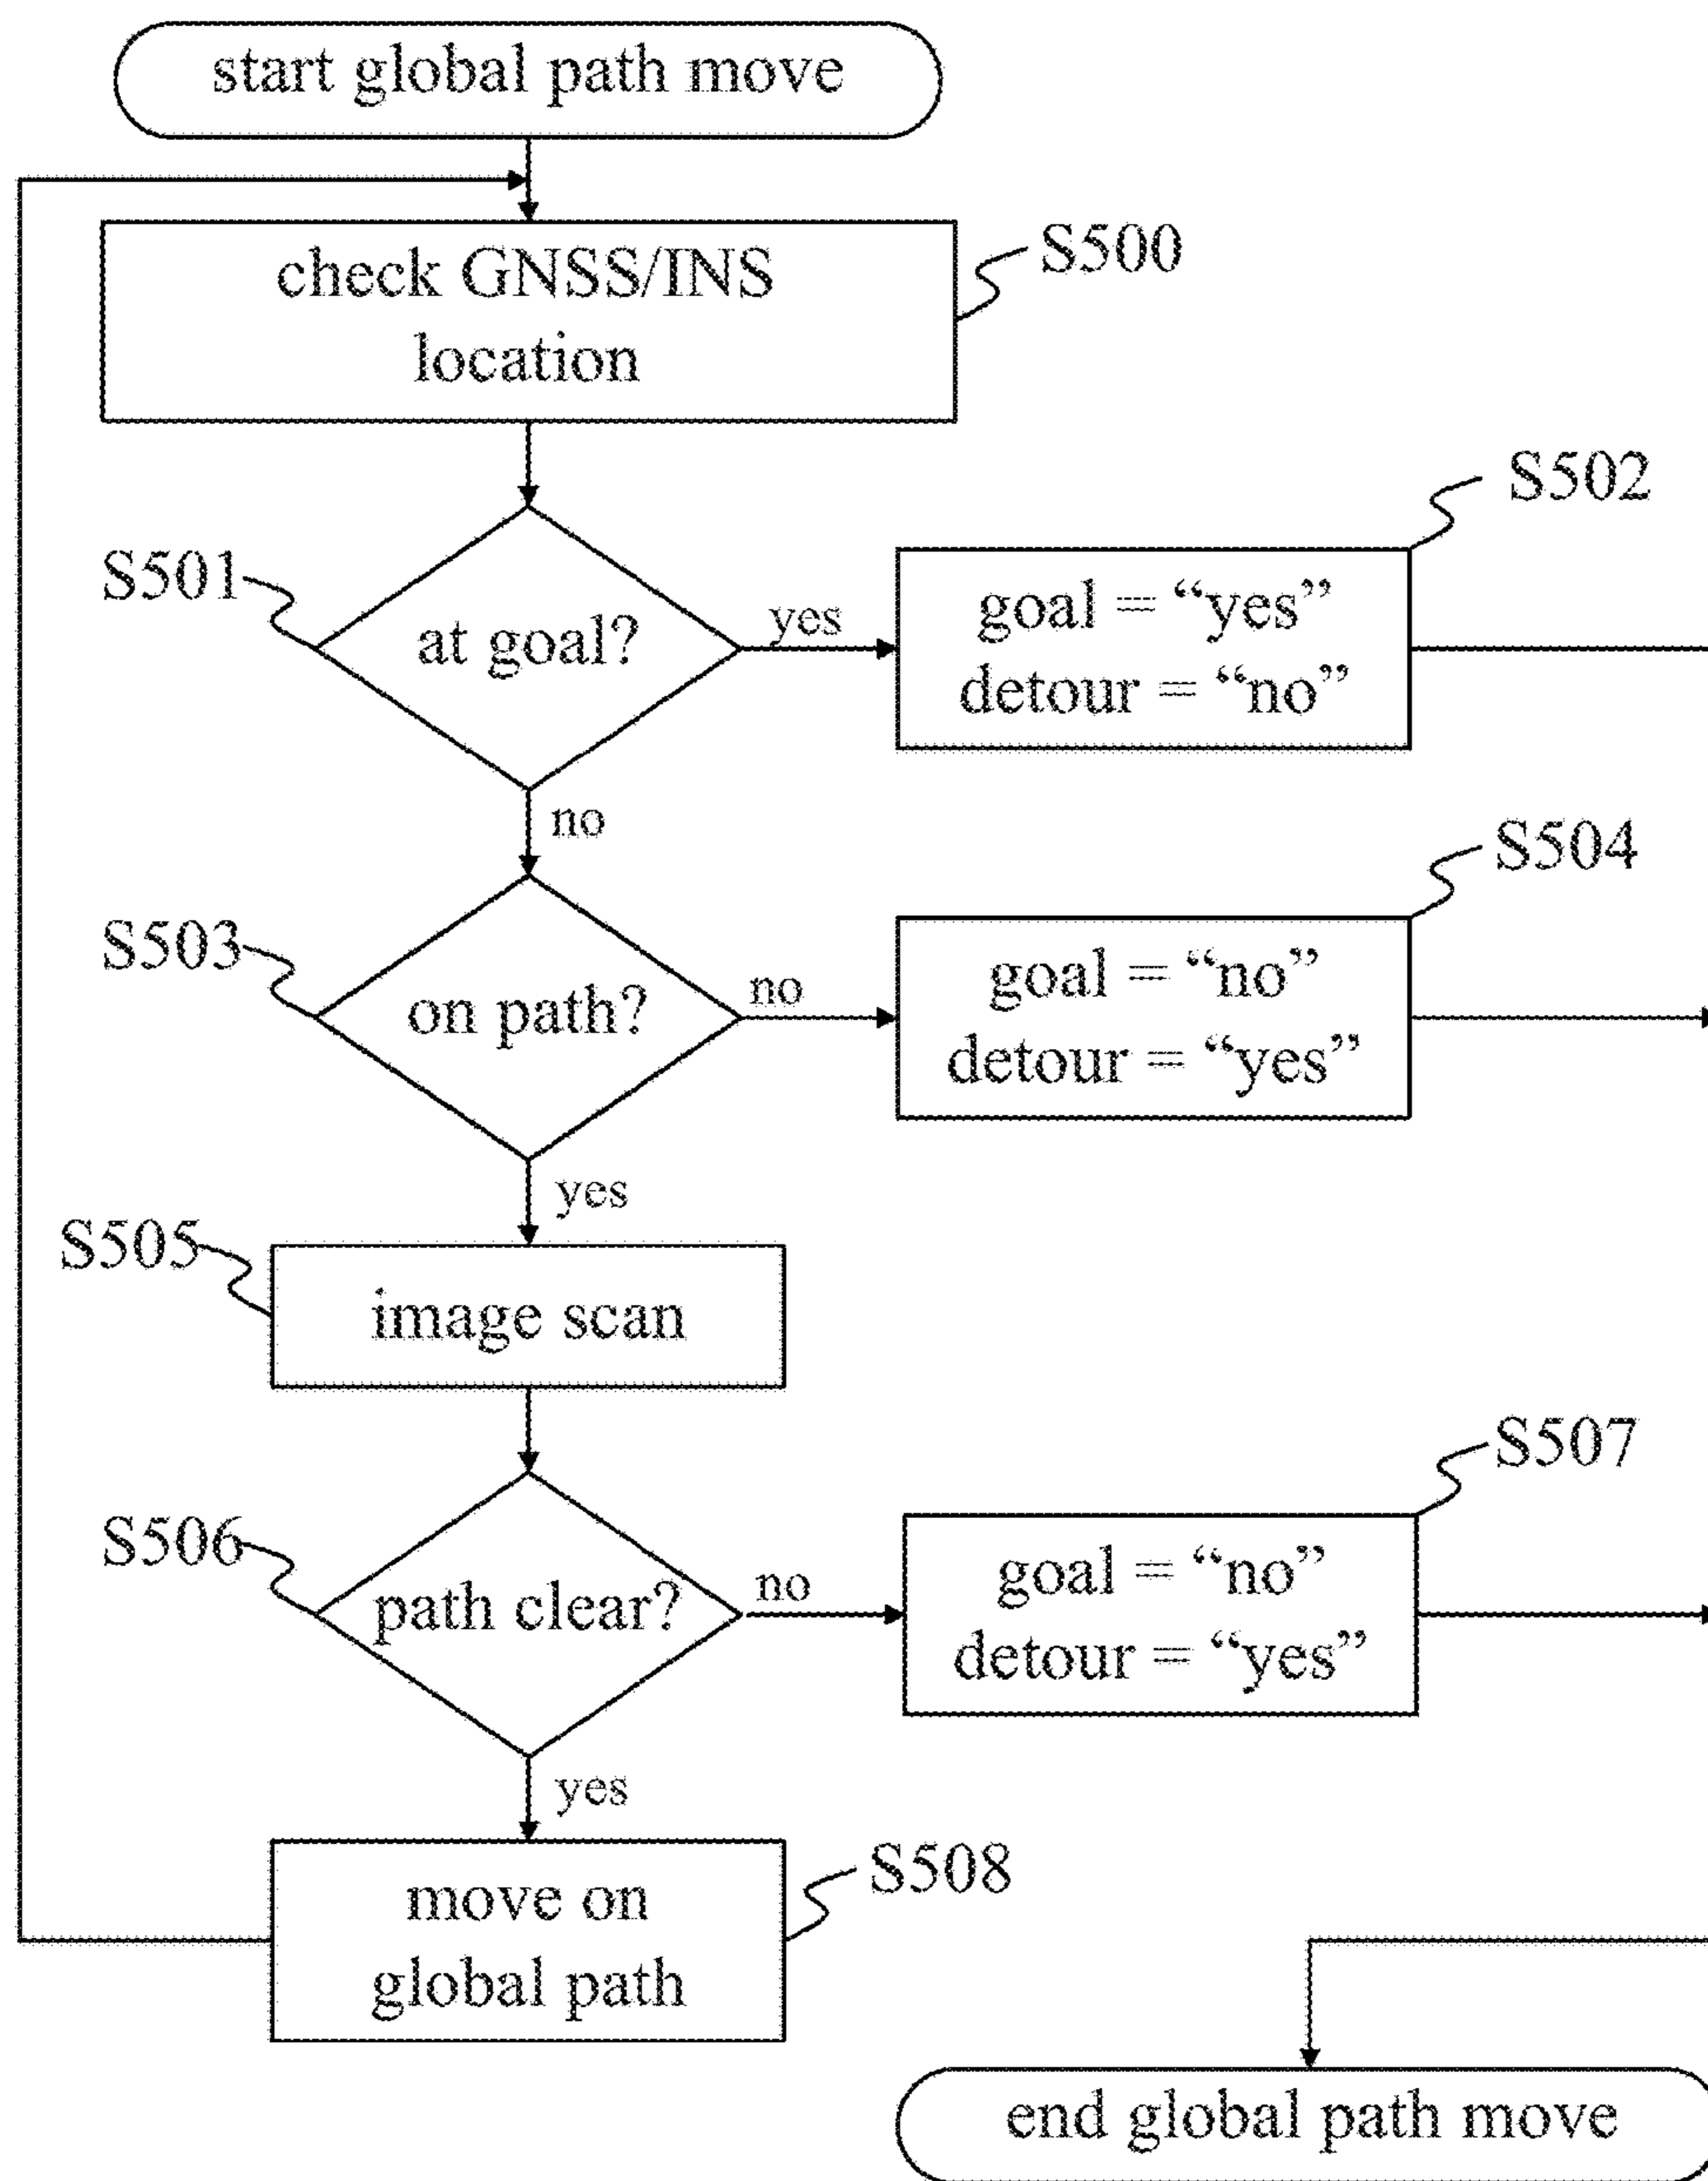 start global path move
check GNSS/INS
location
S500
S501
at goal?
yes
goal = “yes”
detour = “no”
S502
no
S503
on path?
no
goal = “no”
detour = “yes”
S504
yes
S505
image scan
S506
path clear?
no
goal = “no”
detour = “yes”
S507
yes
move on
global path
S508
end global path move